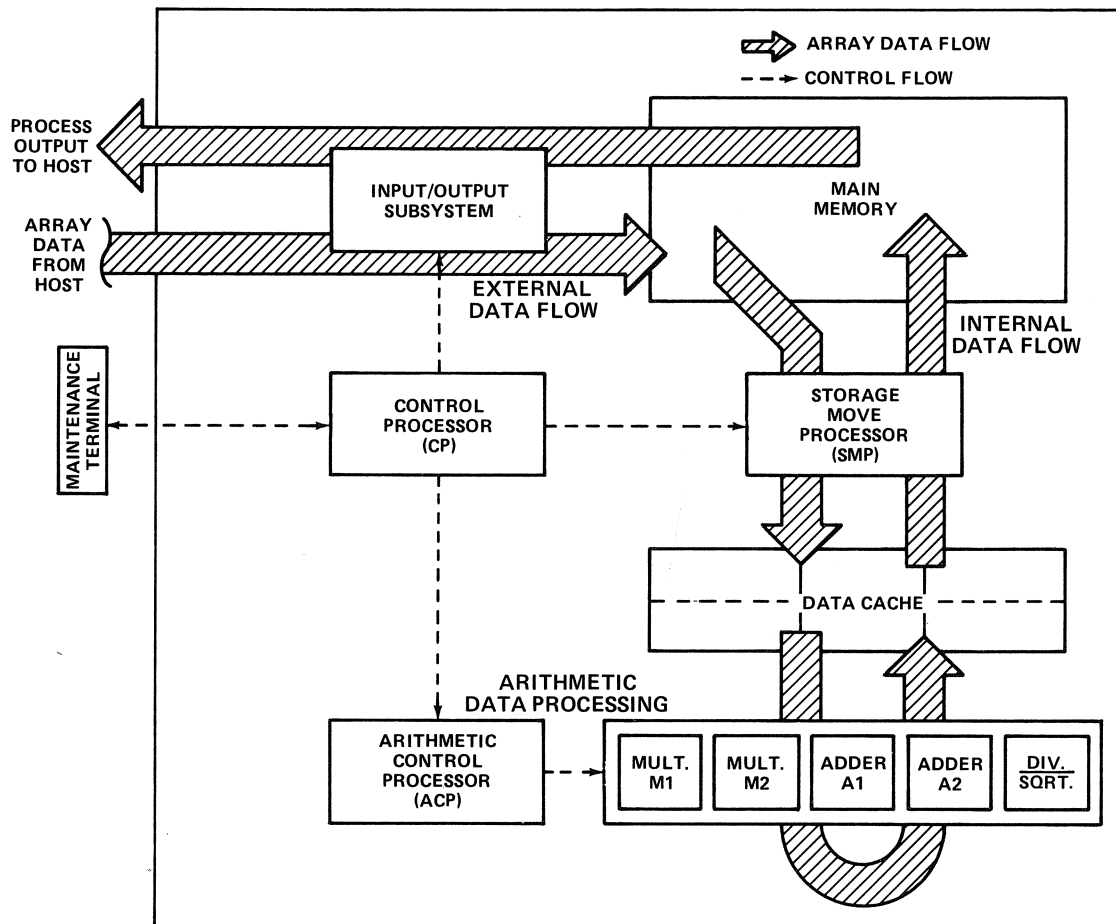 ARRAY DATA FLOW
CONTROL FLOW
PROCESS
OUTPUT
TO HOST
INPUT/OUTPUT
SUBSYSTEM
MAIN
MEMORY
ARRAY
DATA
FROM
HOST
EXTERNAL
DATA FLOW
INTERNAL
DATA FLOW
MAINTENANCE
TERMINAL
CONTROL
PROCESSOR
(CP)
STORAGE
MOVE
PROCESSOR
(SMP)
DATA CACHE
ARITHMETIC
DATA PROCESSING
ARITHMETIC
CONTROL
PROCESSOR
(ACP)
MULT.
M1
MULT.
M2
ADDER
A1
ADDER
A2
DIV.
SQRT.